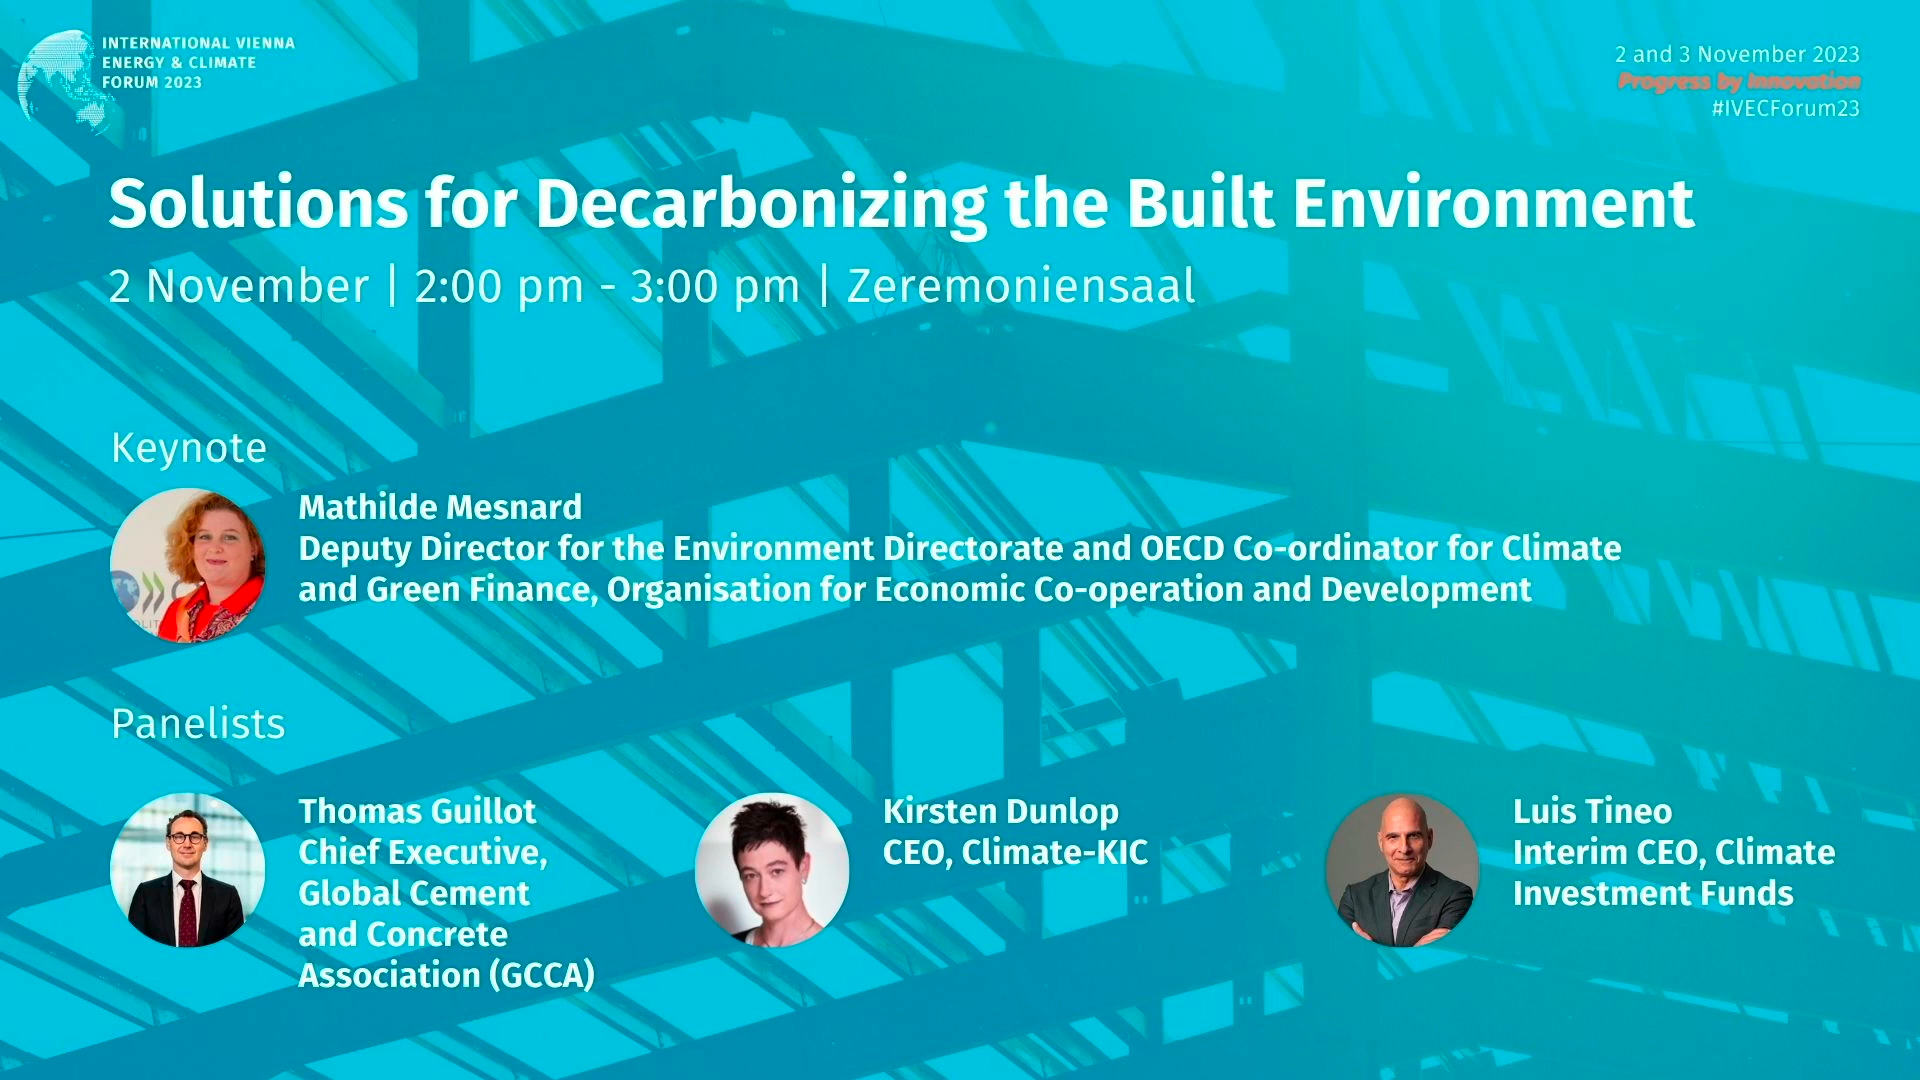 INTERNATIONAL VIENNA
ENERGY & CLIMATE
FORUM 2023
2 and 3 November 2023
Progress by Innovation
#IVECForum23
Solutions for Decarbonizing the Built Environment
2 November | 2:00 pm - 3:00 pm | Zeremoniensaal
Keynote
Mathilde Mesnard
Deputy Director for the Environment Directorate and OECD Co-ordinator for Climate
and Green Finance, Organisation for Economic Co-operation and Development
Panelists
Thomas Guillot
Chief Executive,
Global Cement
and Concrete
Association (GCCA)
Kirsten Dunlop
CEO, Climate-KIC
Luis Tineo
Interim CEO, Climate
Investment Funds